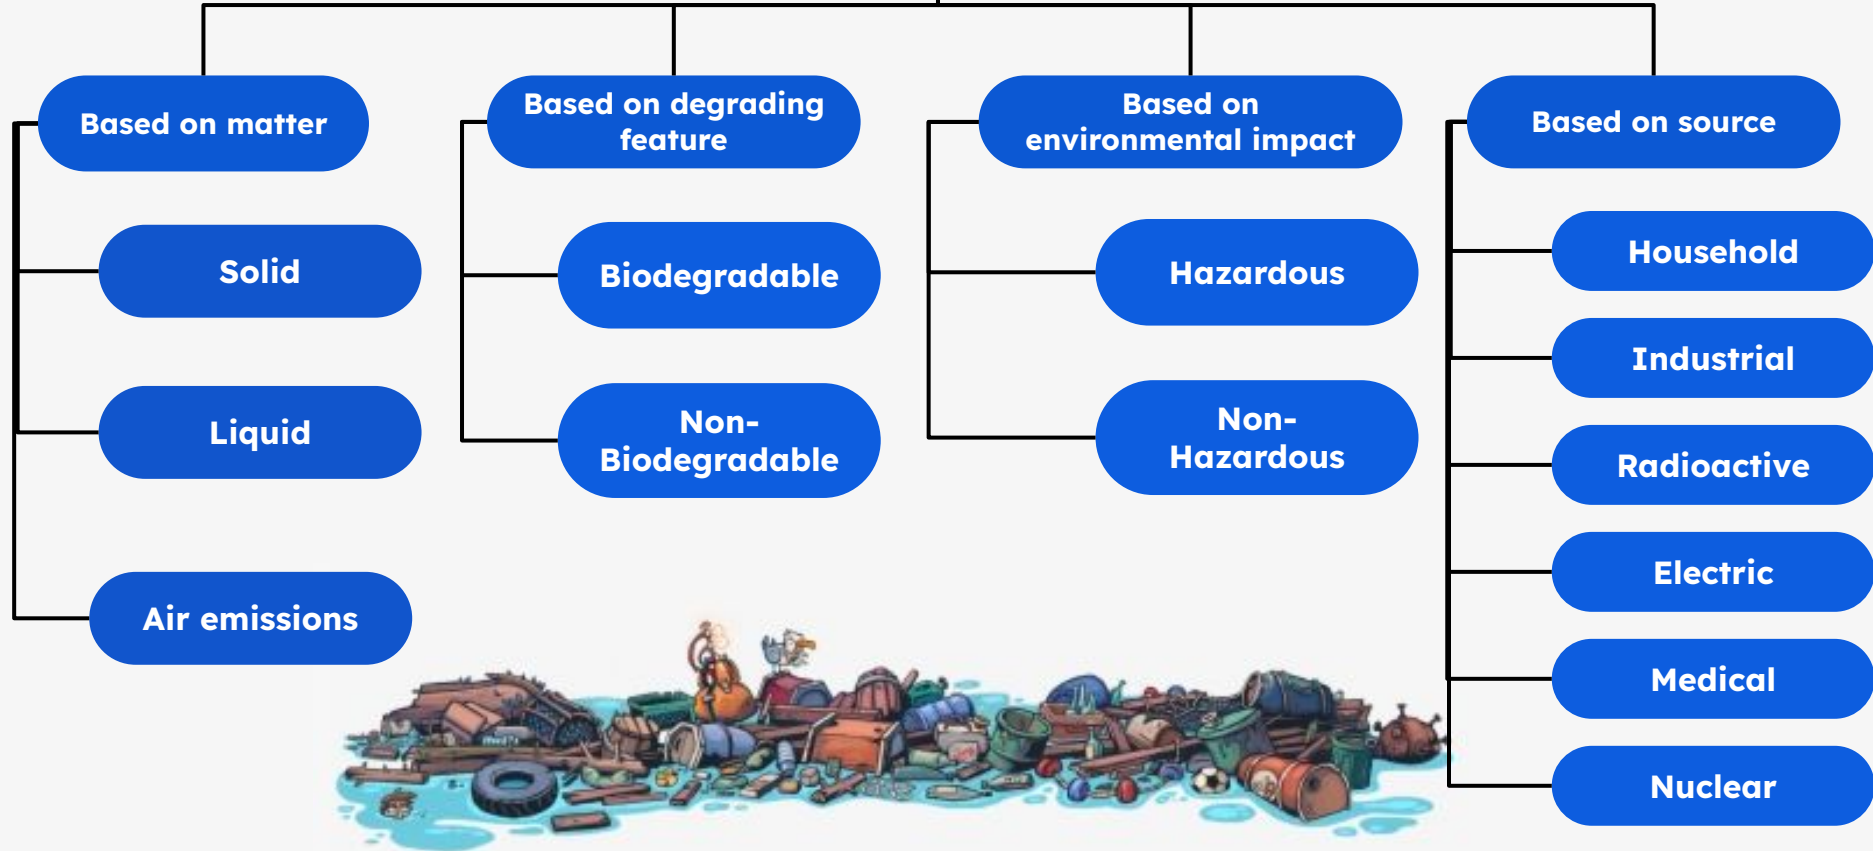 Based on matter
Solid
Liquid
Air emissions
Based on degrading
feature
Biodegradable
Non-
Biodegradable
Based on
environmental impact
Hazardous
Non-
Hazardous
Based on source
Household
Industrial
Radioactive
Electric
Medical
Nuclear